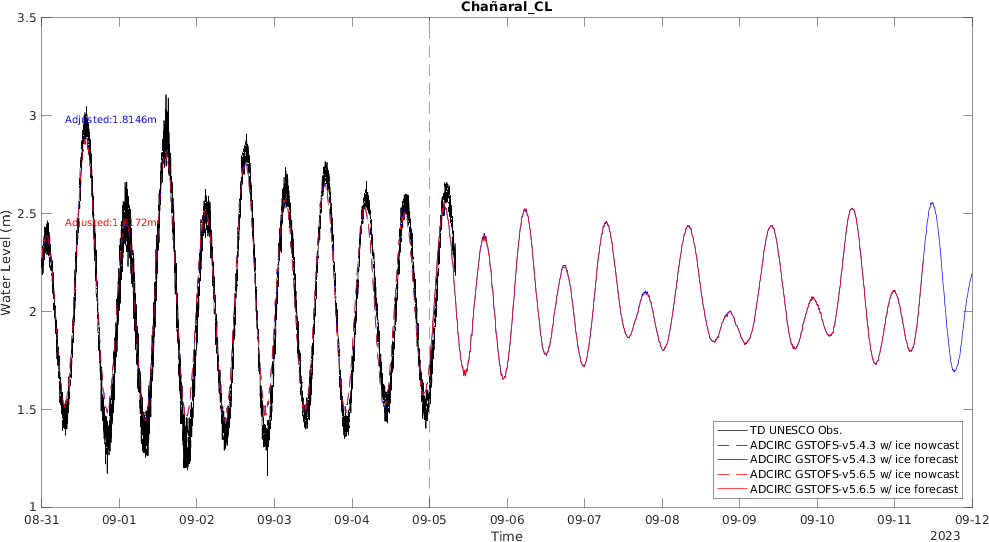 Chañaral_CL
3.5
3
2.5
2
1.5
1
Water Level (m)
Adjusted:1.8146m
TD UNESCO Obs.
ADCIRC GSTOFS-v5.4.3 w/ ice nowcast
ADCIRC GSTOFS-v5.4.3 w/ ice forecast
ADCIRC GSTOFS-v5.6.5 w/ ice nowcast
ADCIRC GSTOFS-v5.6.5 w/ ice forecast
08-31 09-01 09-02 09-03 09-04 09-05 09-06 09-07 09-08 09-09 09-10 09-11 09-12
Time
2023